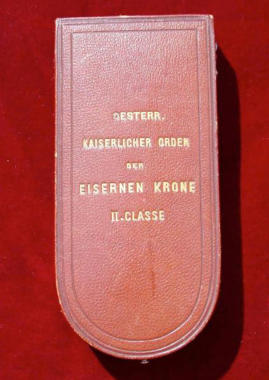 OESTERR.
KAISERLICHER ORDEN
DER
EISERNEN KRONE
II. CLASSE